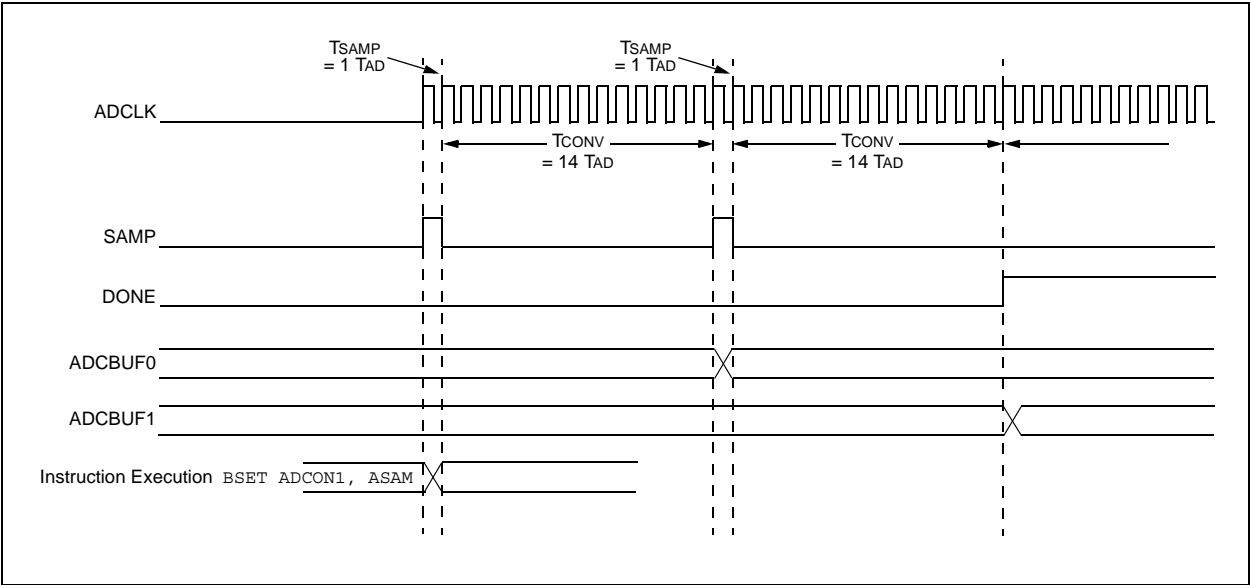 TSAMP
= 1 TAD
TSAMP
= 1 TAD
ADCLK
TCONV
= 14 TAD
TCONV
= 14 TAD
SAMP
DONE
ADCBUF0
ADCBUF1
Instruction Execution BSET ADCON1, ASAM